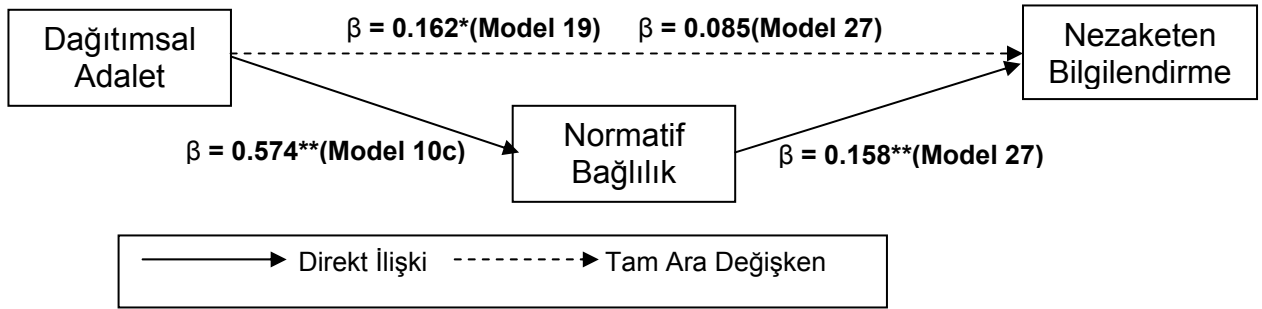 Dağıtımsal
Adalet
β = 0.162*(Model 19) β = 0.085(Model 27)
Nezaketen
Bilgilendirme
β = 0.574**(Model 10c)
Normatif
Bağlılık
β = 0.158**(Model 27)
Direkt İlişki
Tam Ara Değişken